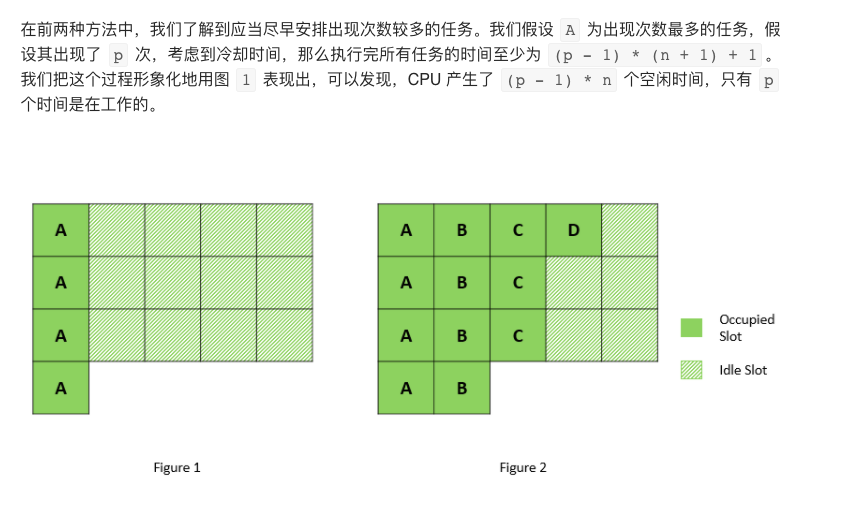 在前两种方法中，我们了解到应当尽早安排出现次数较多的任务。我们假设 A 为出现次数最多的任务，假
设其出现了 p 次，考虑到冷却时间，那么执行完所有任务的时间至少为 (p - 1) * (n + 1) + 1 。
我们把这个过程形象化地用图 1 表现出，可以发现，CPU 产生了 (p - 1) * n 个空闲时间，只有 p
个时间是在工作的。
A
A
A
A
A B C D
A B C
A B C
A B
Occupied
Slot
Idle Slot
Figure 1
Figure 2